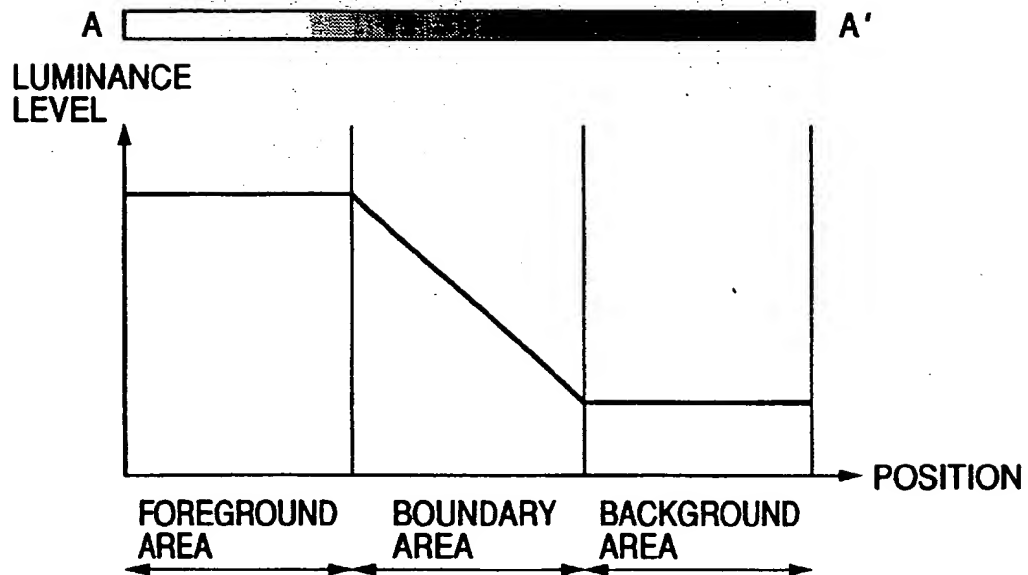 A A'
LUMINANCE
LEVEL
POSITION
FOREGROUND
AREA
BOUNDARY
AREA
BACKGROUND
AREA